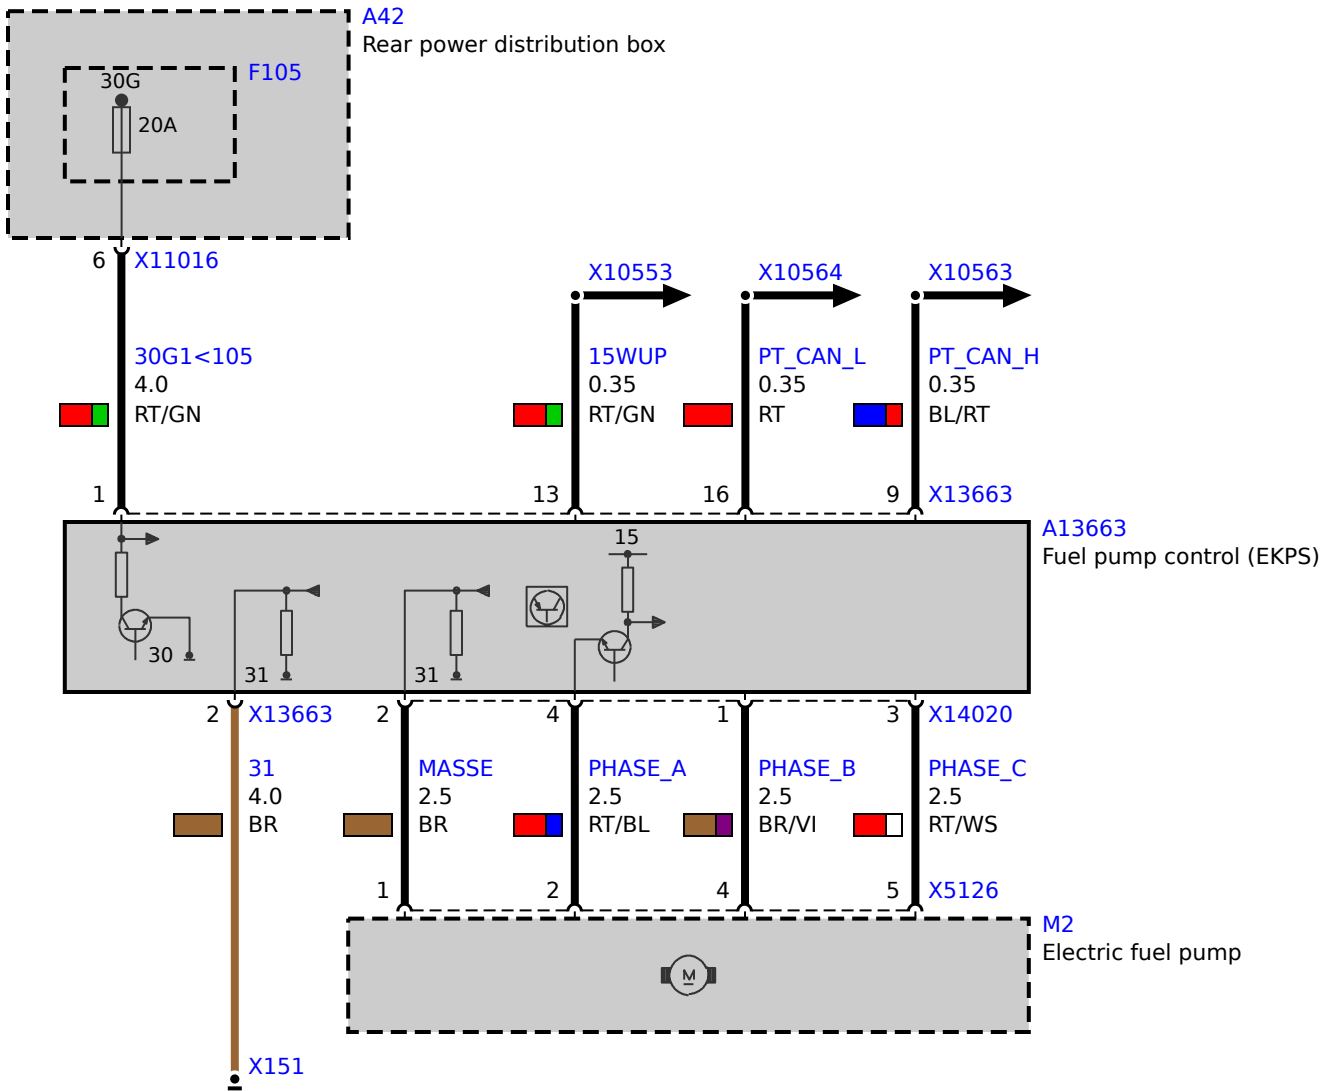 A42
Rear power distribution box
F105
30G
20A
6 X11016
X10553
X10564
X10563
30G1<105
4.0
RT/GN
15WUP
0.35
RT/GN
PT_CAN_L
0.35
RT
PT_CAN_H
0.35
BL/RT
1
13
16
9 X13663
A13663
Fuel pump control (EKPS)
15
30
31
31
2 X13663
2
4
1
3 X14020
31
4.0
BR
MASSE
2.5
BR
PHASE_A
2.5
RT/BL
PHASE_B
2.5
BR/VI
PHASE_C
2.5
RT/WS
1
2
4
5 X5126
M2
Electric fuel pump
M
X151